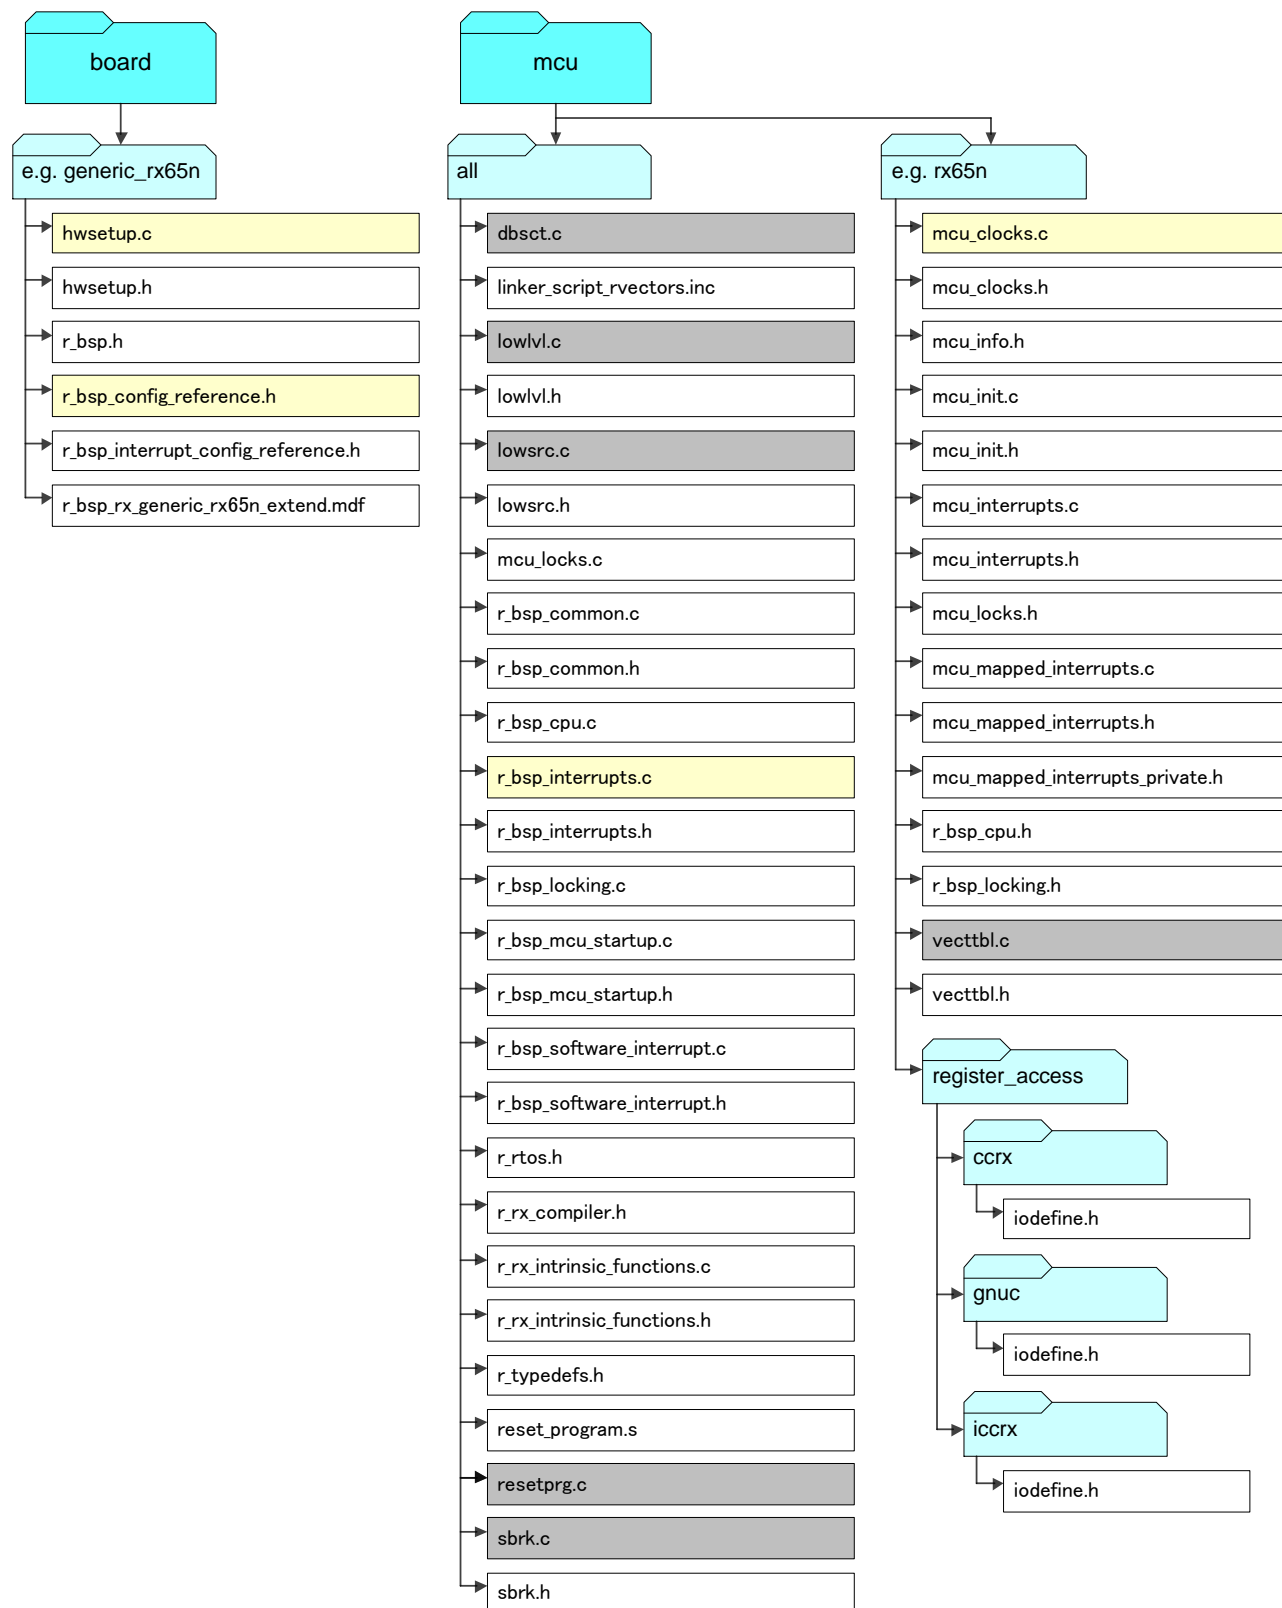 board
e.g. generic_rx65n
hwsetup.c
hwsetup.h
r_bsp.h
r_bsp_config_reference.h
r_bsp_interrupt_config_reference.h
r_bsp_rx_generic_rx65n_extend.mdf
mcu
all
dbsct.c
linker_script_rvectors.inc
lowlvl.c
lowlvl.h
lowsrc.c
lowsrc.h
mcu_locks.c
r_bsp_common.c
r_bsp_common.h
r_bsp_cpu.c
r_bsp_interrupts.c
r_bsp_interrupts.h
r_bsp_locking.c
r_bsp_mcu_startup.c
r_bsp_mcu_startup.h
r_bsp_software_interrupt.c
r_bsp_software_interrupt.h
r_rtos.h
r_rx_compiler.h
r_rx_intrinsic_functions.c
r_rx_intrinsic_functions.h
r_typedefs.h
reset_program.s
resetprg.c
sbrk.c
sbrk.h
e.g. rx65n
mcu_clocks.c
mcu_clocks.h
mcu_info.h
mcu_init.c
mcu_init.h
mcu_interrupts.c
mcu_interrupts.h
mcu_locks.h
mcu_mapped_interrupts.c
mcu_mapped_interrupts.h
mcu_mapped_interrupts_private.h
r_bsp_cpu.h
r_bsp_locking.h
vecttbl.c
vecttbl.h
register_access
ccrx
iodefine.h
gnuc
iodefine.h
iccrx
iodefine.h